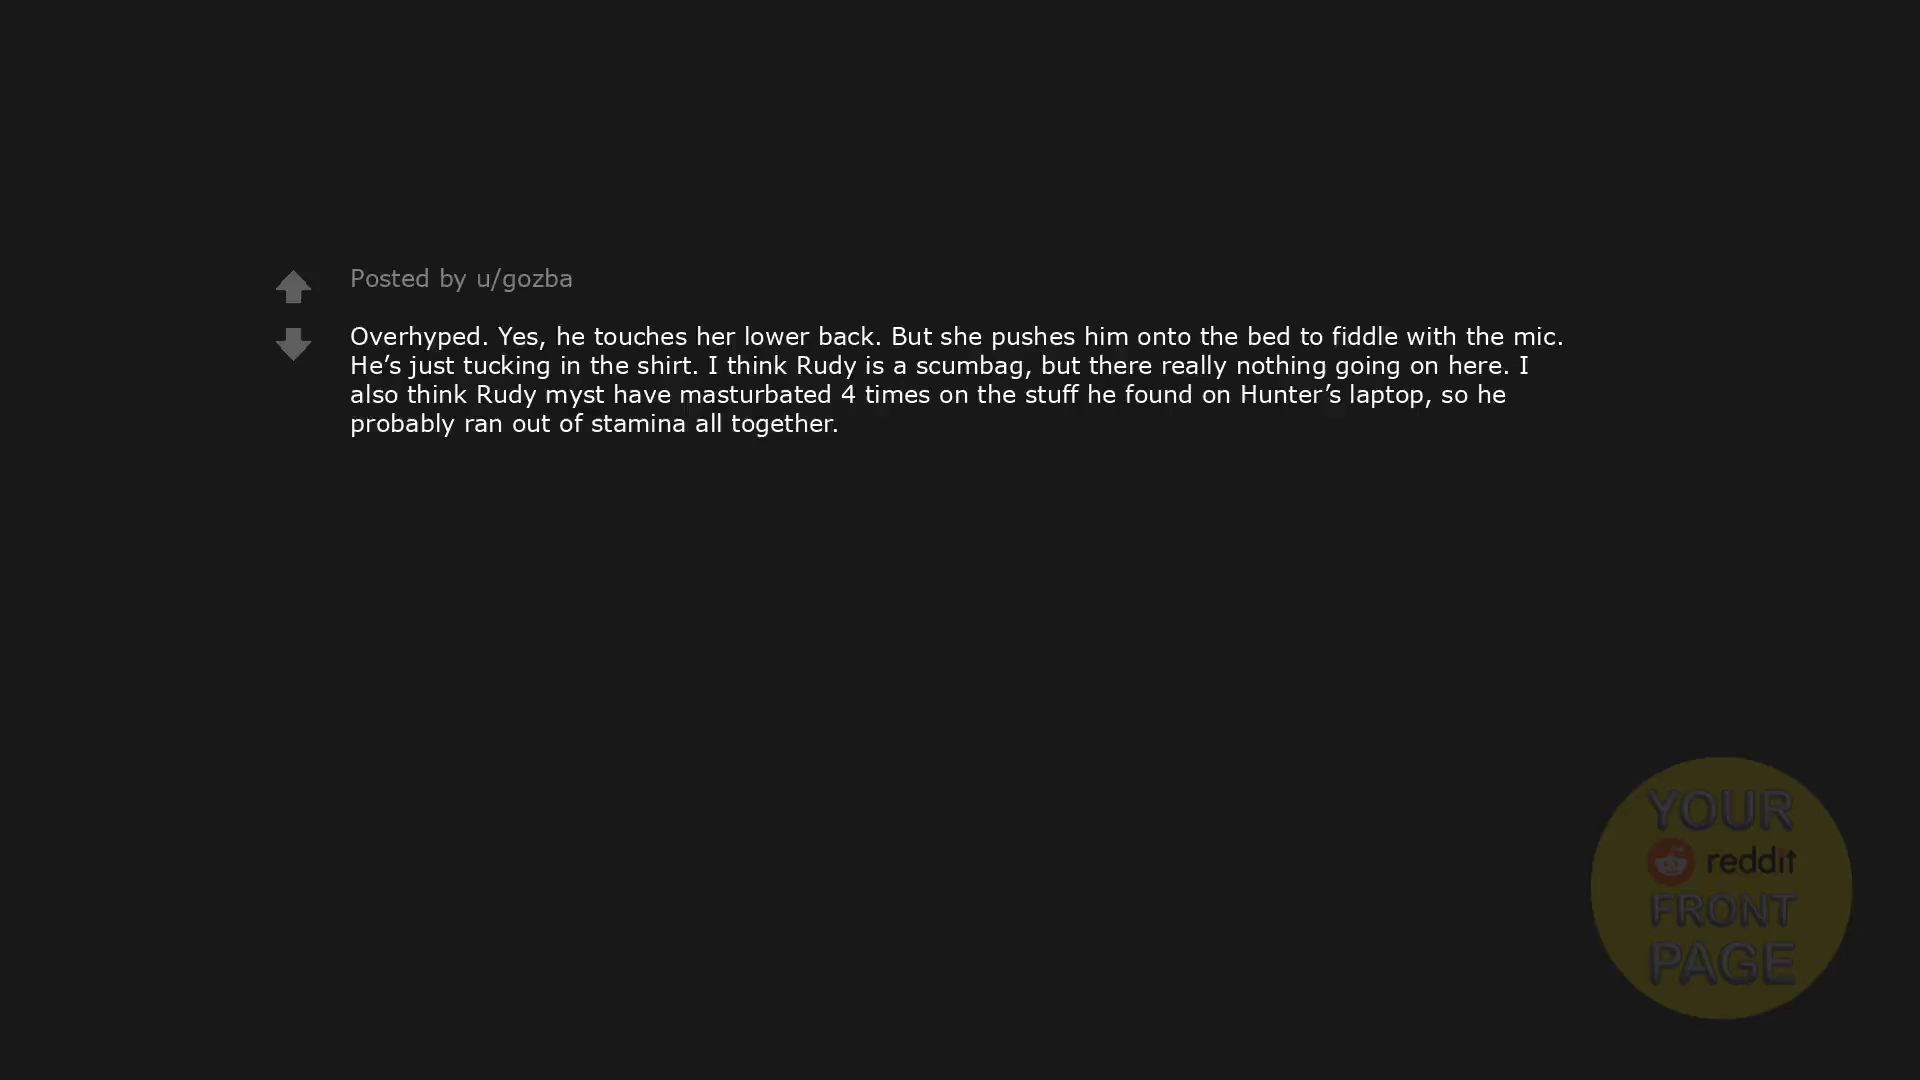 Posted by u/gozba
Overhyped. Yes, he touches her lower back. But she pushes him onto the bed to fiddle with the mic.
He’s just tucking in the shirt. I think Rudy is a scumbag, but there really nothing going on here. I
also think Rudy myst have masturbated 4 times on the stuff he found on Hunter’s laptop, so he
probably ran out of stamina all together.
YOUR
reddit
FRONT
PAGE